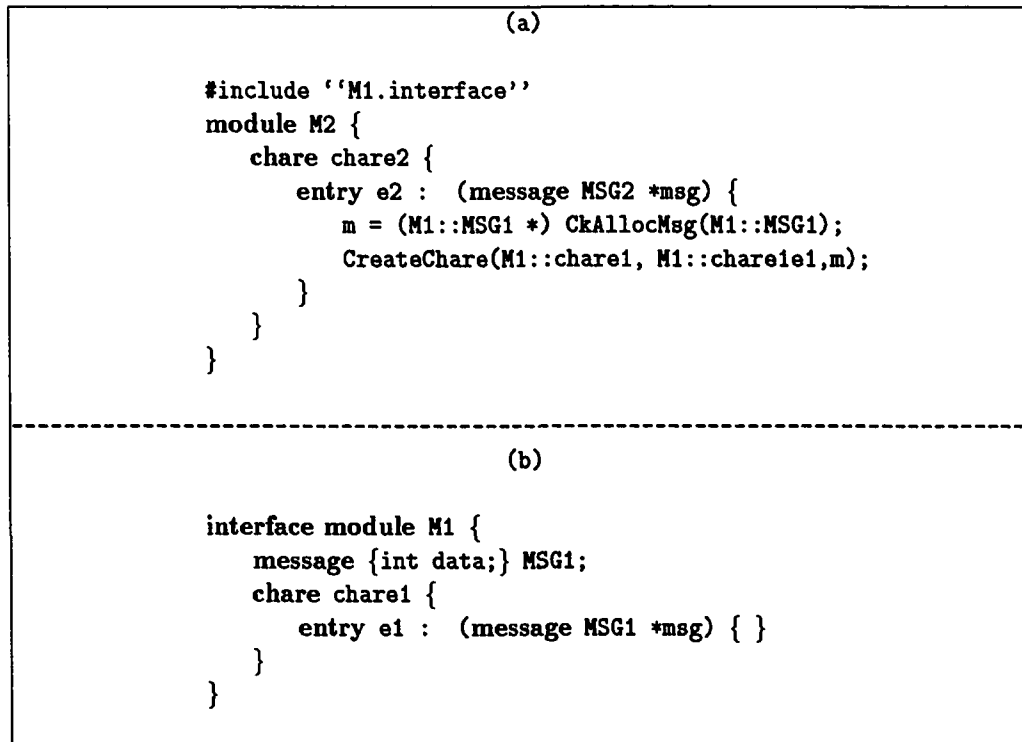 (a)
#include ‘‘M1.interface’’
module M2 {
chare chare2 {
entry e2 : (message MSG2 *msg) {
m = (M1::MSG1 *) CkAllocMsg(M1::MSG1);
CreateChare(M1::chare1, M1::chare1e1,m);
}
}
}
(b)
interface module M1 {
message {int data;} MSG1;
chare chare1 {
entry e1 : (message MSG1 *msg) { }
}
}